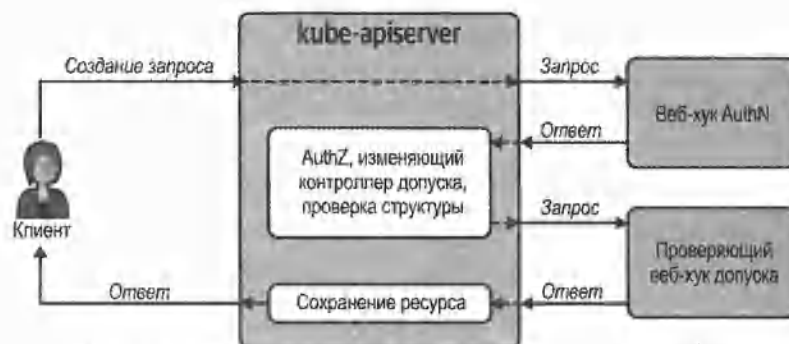 kube-apiserver
Создание запроса
Запрос
Веб-хук AuthN
Ответ
AuthZ, изменяющий
контроллер допуска,
проверка структуры
Запрос
Клиент
Проверяющий
веб-хук допуска
Ответ
Сохранение ресурса
Ответ